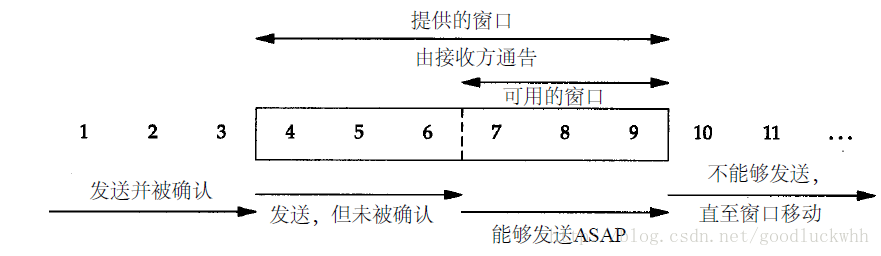 提供的窗口
由接收方通告
可用的窗口
1 2 3 4 5 6 7 8 9 10 11 ...
发送并被确认
发送，但未被确认
能够发送ASAP
不能够发送，
直至窗口移动
blog.csdn.net/goodluckwhh